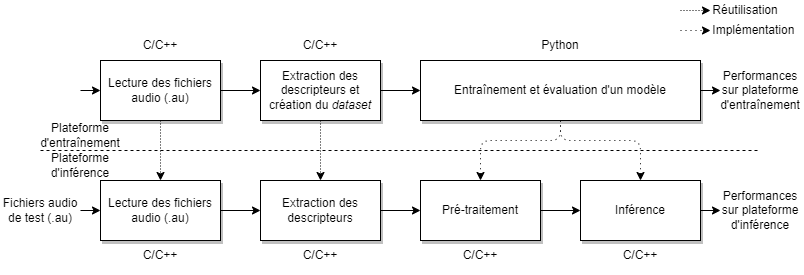 Réutilisation
Implémentation
C/C++
C/C++
Python
Lecture des fichiers
audio (.au)
Extraction des
descripteurs et
création du dataset
Entraînement et évaluation d'un modèle
Performances
sur plateforme
d'entraînement
Plateforme
d'entraînement
Plateforme
d'inférence
Fichiers audio
de test (.au)
Lecture des fichiers
audio (.au)
Extraction des
descripteurs
Pré-traitement
Inférence
Performances
sur plateforme
d'inférence
C/C++
C/C++
C/C++
C/C++